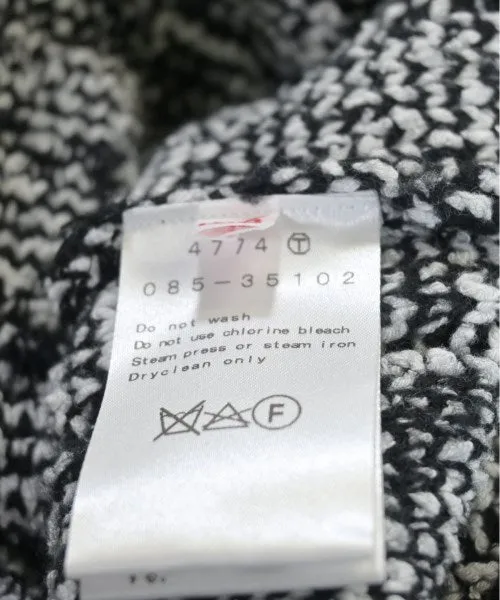 4774 Ⓣ
085-35102
Do not wash
Do not use chlorine bleach
Steam press or steam iron
Dryclean only
F